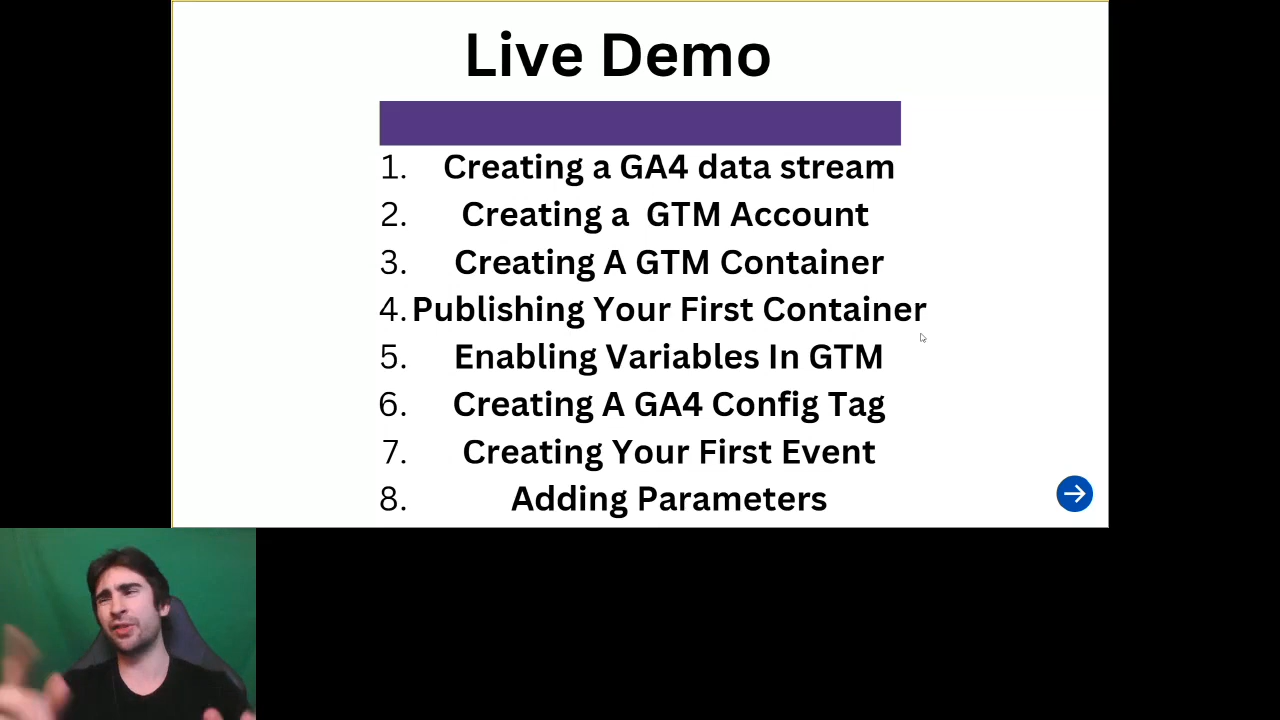 Live Demo
1. Creating a GA4 data stream
2. Creating a  GTM Account
3. Creating A GTM Container
4. Publishing Your First Container
5. Enabling Variables In GTM
6. Creating A GA4 Config Tag
7. Creating Your First Event
8. Adding Parameters